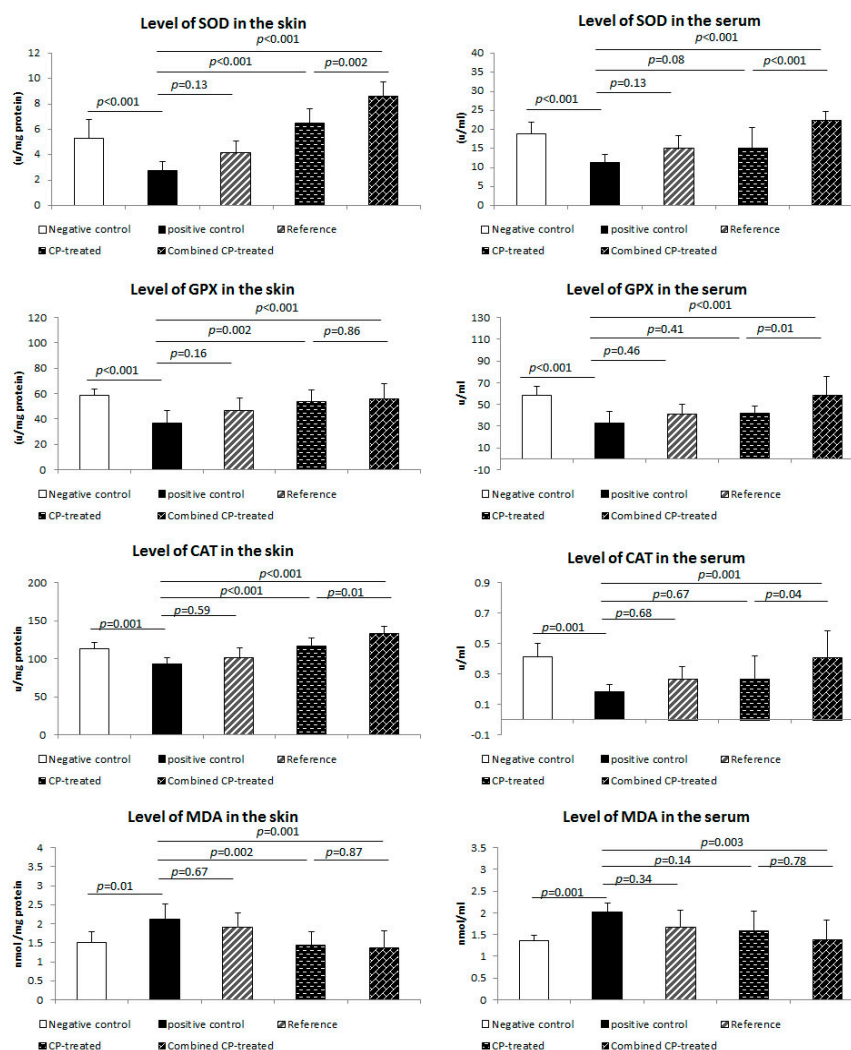 Level of SOD in the skin
p<0.001
p<0.001
p=0.002
p=0.13
p<0.001
(u/mg protein)
12
10
8
6
4
2
0
Negative control
positive control
Reference
CP-treated
Combined CP-treated
Level of SOD in the serum
p<0.001
p=0.08
p<0.001
p=0.13
p<0.001
(u/ml)
40
35
30
25
20
15
10
5
0
Negative control
positive control
Reference
CP-treated
Combined CP-treated
Level of GPX in the skin
p<0.001
p=0.002
p=0.86
p=0.16
p<0.001
(u/mg protein)
120
100
80
60
40
20
0
Negative control
positive control
Reference
CP-treated
Combined CP-treated
Level of GPX in the serum
p<0.001
p=0.41
p=0.01
p=0.46
p<0.001
u/ml
130
110
90
70
50
30
10
-10
Negative control
positive control
Reference
CP-treated
Combined CP-treated
Level of CAT in the skin
p<0.001
p<0.001
p=0.01
p=0.59
p=0.001
u/mg protein
200
150
100
50
0
Negative control
positive control
Reference
CP-treated
Combined CP-treated
Level of CAT in the serum
p=0.001
p=0.67
p=0.04
p=0.68
p=0.001
u/ml
0.9
0.7
0.5
0.3
0.1
-0.1
Negative control
positive control
Reference
CP-treated
Combined CP-treated
Level of MDA in the skin
p=0.001
p=0.002
p=0.87
p=0.67
p=0.01
nmol /mg protein
4
3.5
3
2.5
2
1.5
1
0.5
0
Negative control
positive control
Reference
CP-treated
Combined CP-treated
Level of MDA in the serum
p=0.003
p=0.14
p=0.78
p=0.34
p=0.001
nmol/ml
3.5
3
2.5
2
1.5
1
0.5
0
Negative control
positive control
Reference
CP-treated
Combined CP-treated